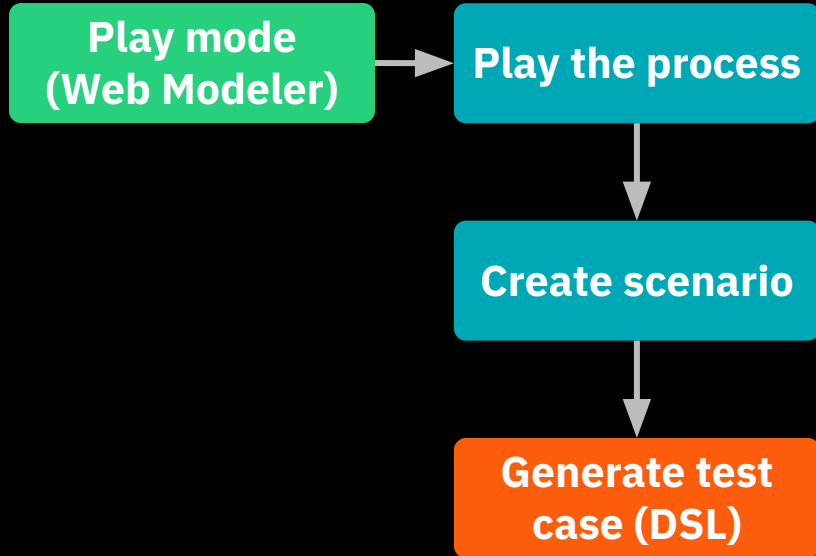 Play mode
(Web Modeler)
Play the process
Create scenario
Generate test
case (DSL)